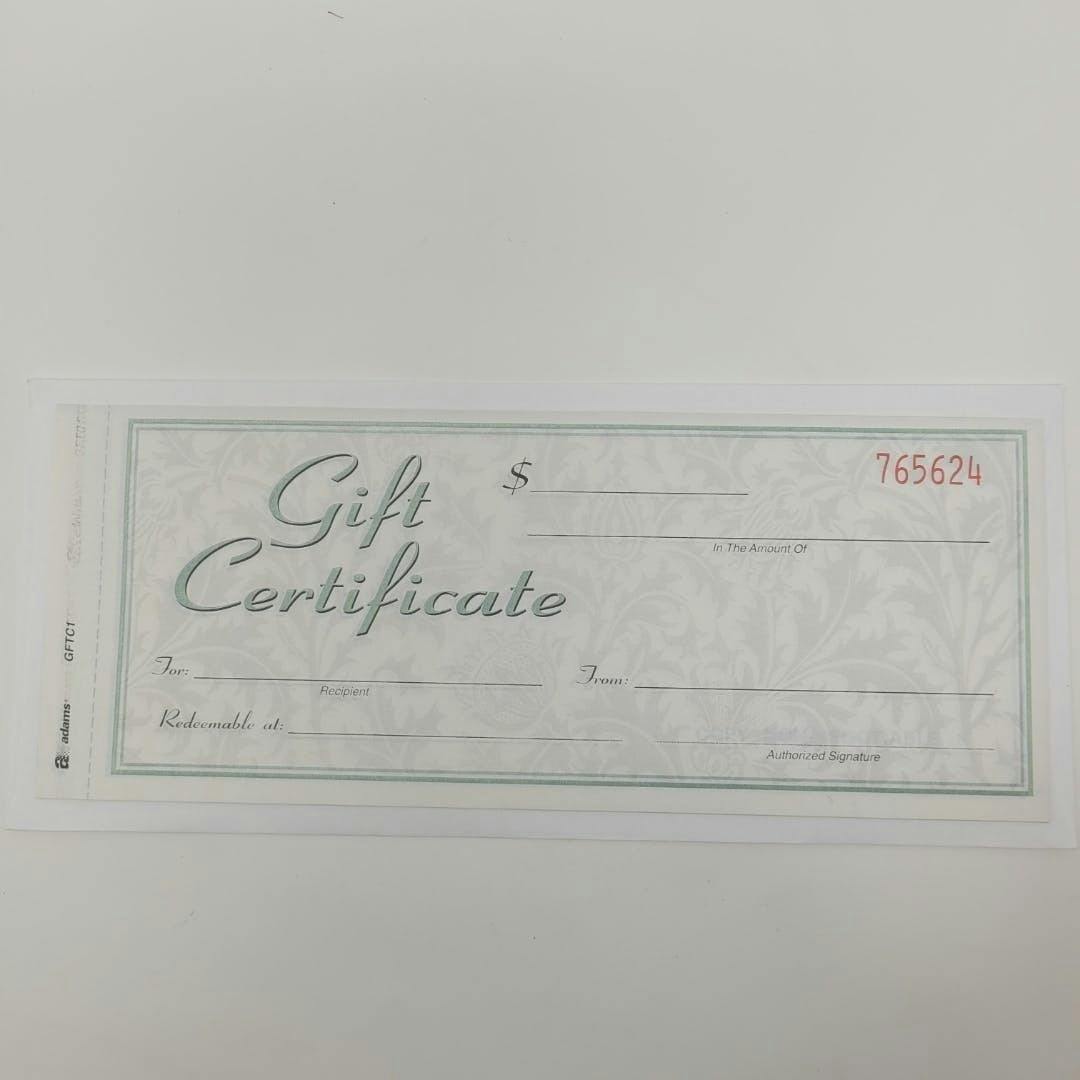 Gift
Certificate
$
765624
In The Amount Of
For:
Recipient
From:
Redeemable at:
Authorized Signature
a adams
GFTC1